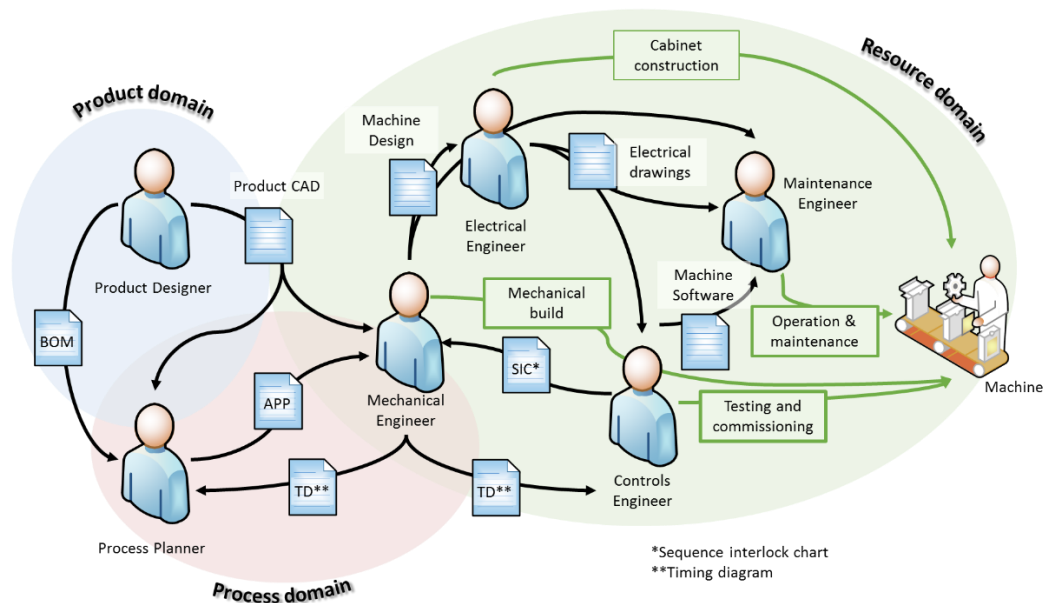 Cabinet
construction
Resource domain
Product domain
Machine
Design
Electrical
drawings
Product CAD
Maintenance
Engineer
Electrical
Engineer
Product Designer
Mechanical
build
Machine
Software
Operation &
maintenance
BOM
SIC*
Machine
APP
Mechanical
Engineer
Testing and
commissioning
TD**
TD**
Controls
Engineer
Process Planner
*Sequence interlock chart
**Timing diagram
Process domain